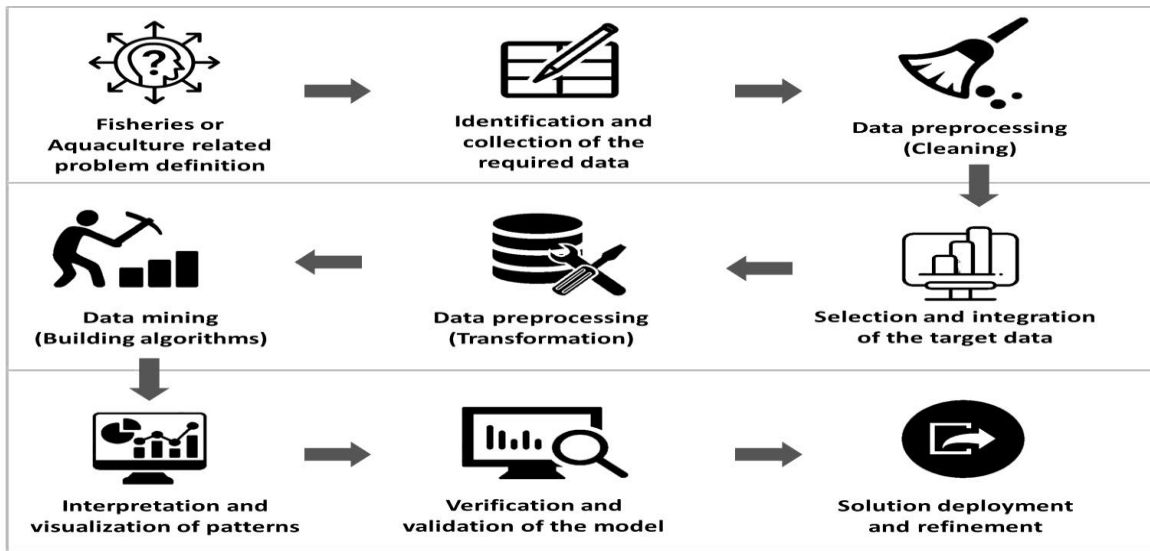 ?
Fisheries or
Aquaculture related
problem definition
Identification and
collection of the
required data
Data preprocessing
(Cleaning)
Selection and integration
of the target data
Data preprocessing
(Transformation)
Data mining
(Building algorithms)
Interpretation and
visualization of patterns
Verification and
validation of the model
Solution deployment
and refinement